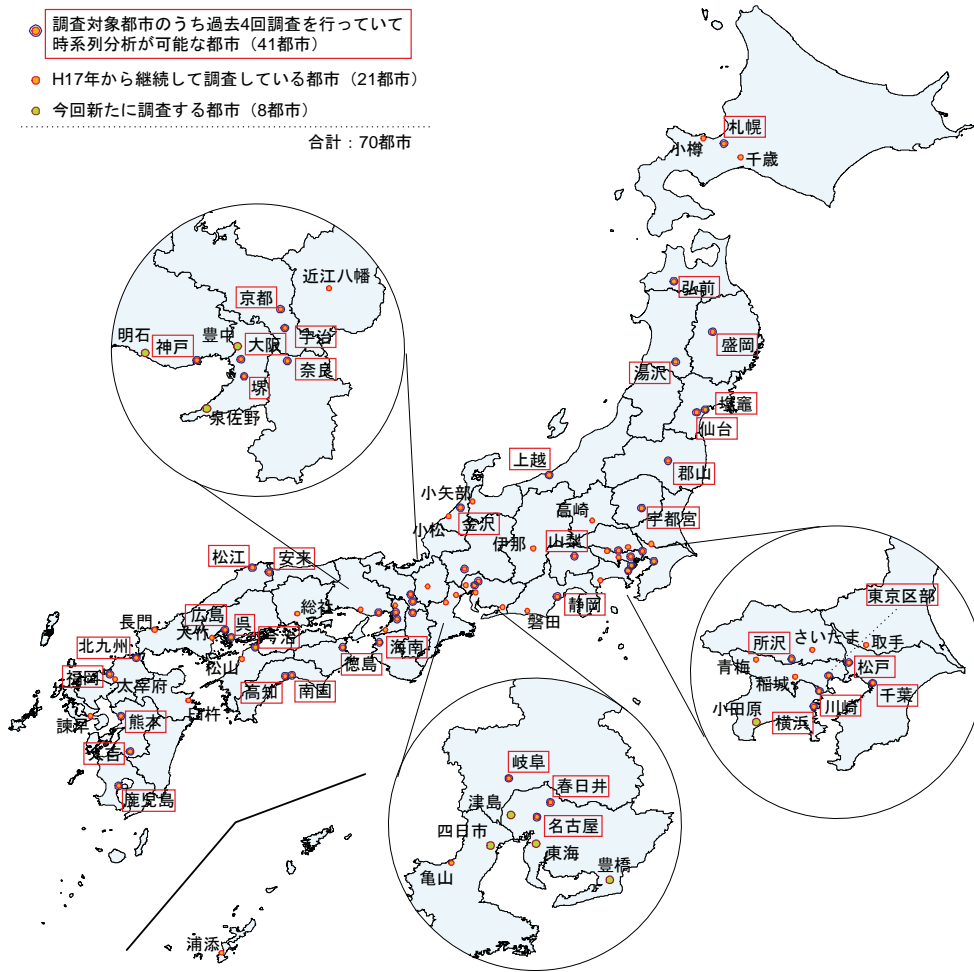 調査対象都市のうち過去4回調査を行っていて
時系列分析が可能な都市（41都市）
H17年から継続して調査している都市（21都市）
今回新たに調査する都市（8都市）
合計：70都市
札幌
小樽
千歳
弘前
盛岡
湯沢
塩竈
仙台
郡山
上越
小矢部
金沢
小松
高崎
宇都宮
伊那
山梨
静岡
磐田
近江八幡
京都
宇治
明石
神戸
豊中
大阪
奈良
堺
泉佐野
松江
安来
広島
呉
総社
長門
大竹
今治
北九州
松山
徳島
海南
福岡
太宰府
高知
南国
臼杵
諫早
熊本
人吉
鹿児島
浦添
東京区部
所沢
さいたま
取手
青梅
松戸
稲城
千葉
小田原
川崎
横浜
岐阜
春日井
津島
名古屋
四日市
東海
亀山
豊橋